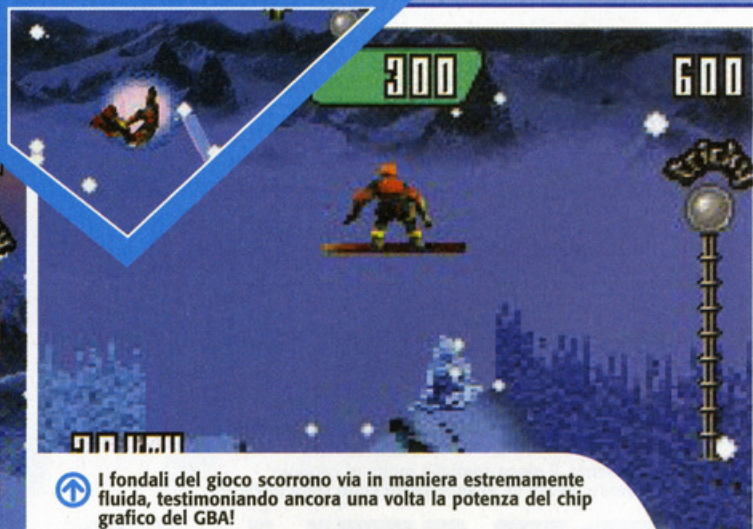 300
600
tricky
I fondali del gioco scorrono via in maniera estremamente
fluida, testimoniando ancora una volta la potenza del chip
grafico del GBA!